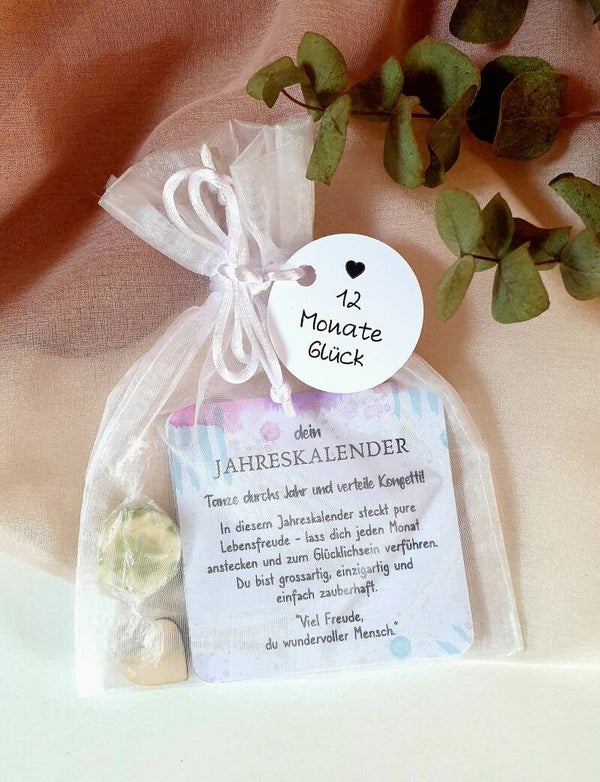 12
Monate
Glück
dein
JAHRESKALENDER
Tanze durchs Jahr und verteile Konfetti!
In diesem Jahreskalender steckt pure
Lebensfreude - lass dich jeden Monat
anstecken und zum Glücklichsein verführen.
Du bist grossartig, einzigartig und
einfach zauberhaft.
"Viel Freude,
du wundervoller Mensch."